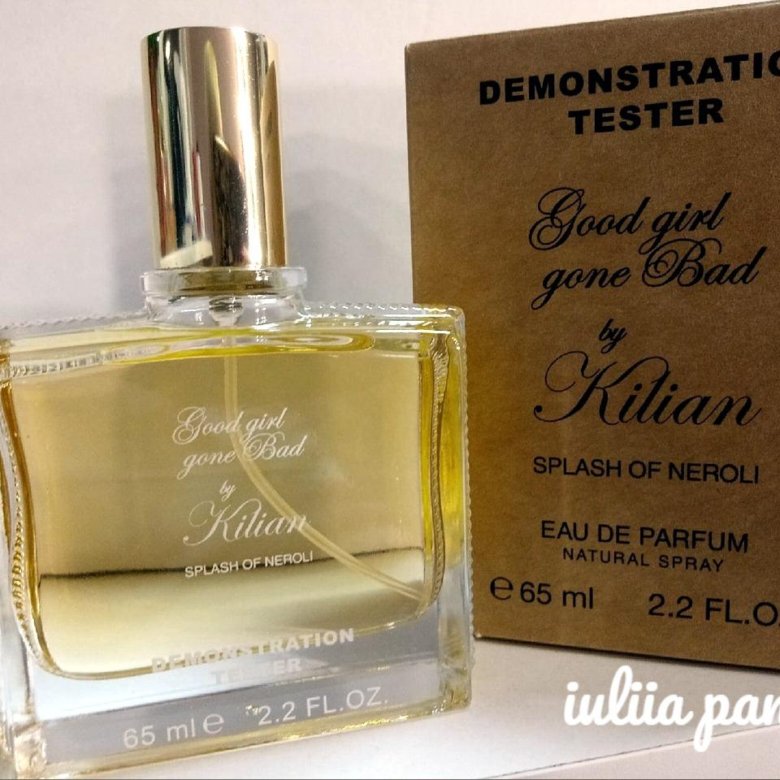 Good girl
gone Bad
by
Kilian
SPLASH OF NEROLI
DEMONSTRATION
TESTER
65 ml e 2.2 FL.OZ.
DEMONSTRATIO
TESTER
Good girl
gone Bad
by
Kilian
SPLASH OF NEROLI
EAU DE PARFUM
NATURAL SPRAY
e 65 ml 2.2 FL.O
iuliia pan